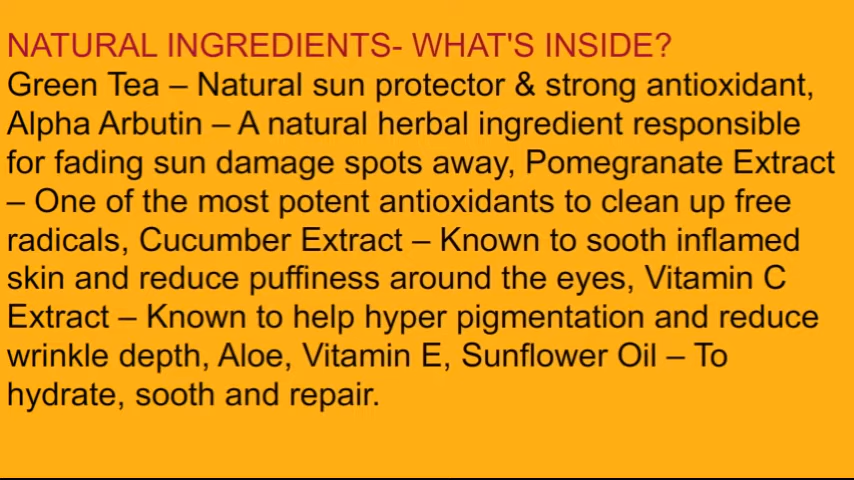 NATURAL INGREDIENTS- WHAT'S INSIDE?
Green Tea – Natural sun protector & strong antioxidant,
Alpha Arbutin – A natural herbal ingredient responsible
for fading sun damage spots away, Pomegranate Extract
– One of the most potent antioxidants to clean up free
radicals, Cucumber Extract – Known to sooth inflamed
skin and reduce puffiness around the eyes, Vitamin C
Extract – Known to help hyper pigmentation and reduce
wrinkle depth, Aloe, Vitamin E, Sunflower Oil – To
hydrate, sooth and repair.